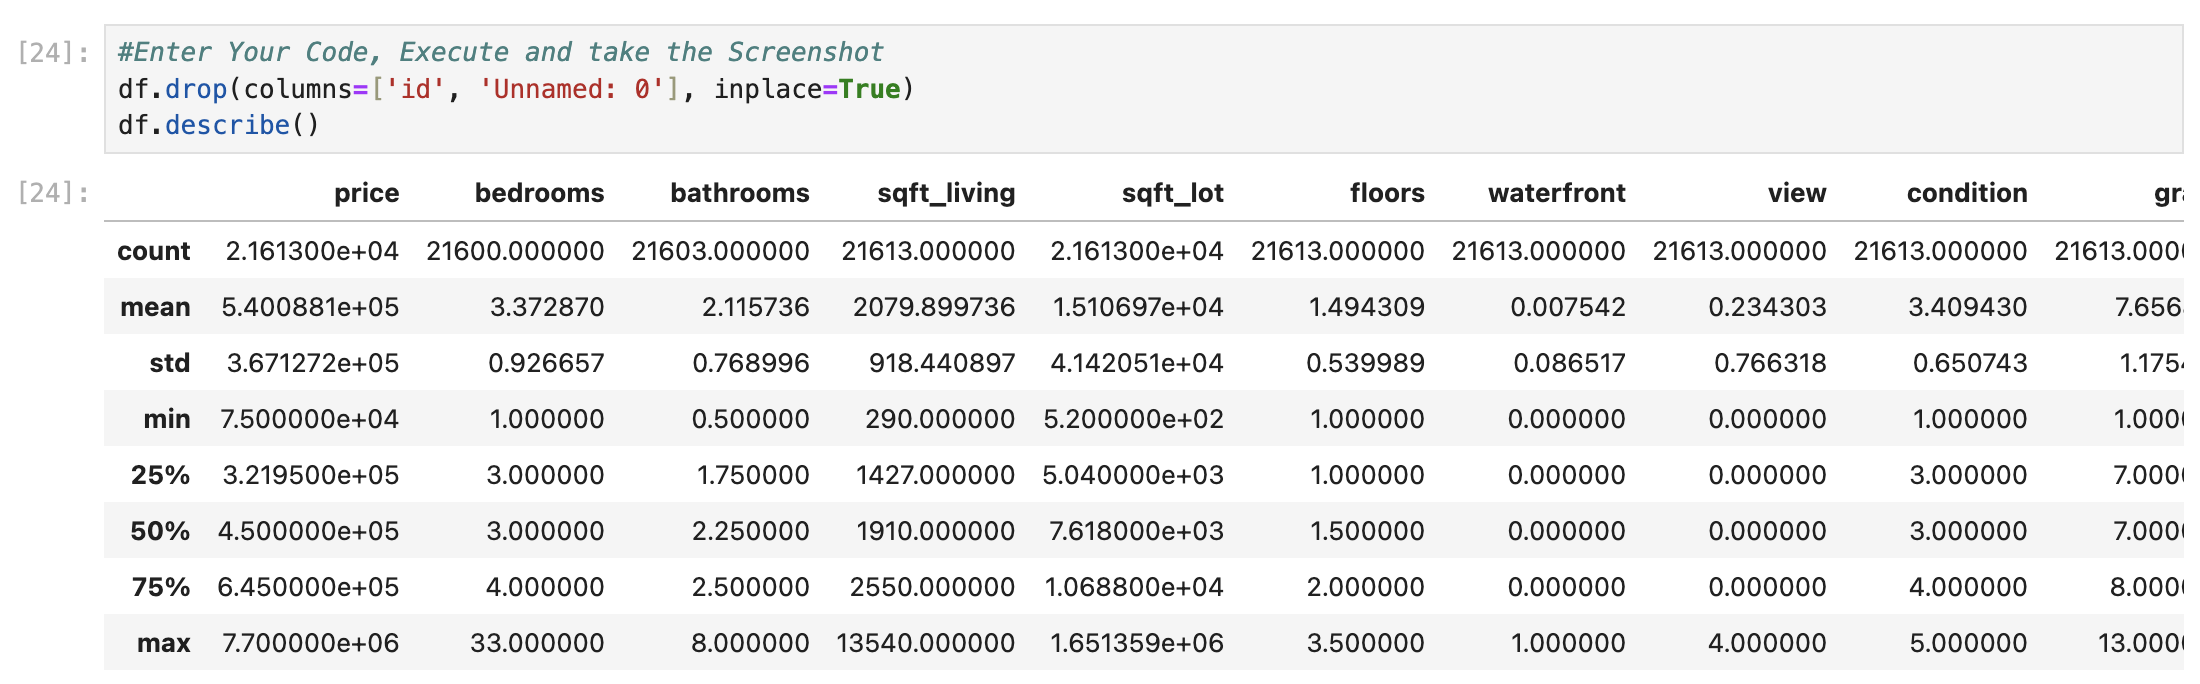 [24]: #Enter Your Code, Execute and take the Screenshot
df.drop(columns=['id', 'Unnamed: 0'], inplace=True)
df.describe()
[24]: price bedrooms bathrooms sqft_living sqft_lot floors waterfront view condition gra
count 2.161300e+04 21600.000000 21603.000000 21613.000000 2.161300e+04 21613.000000 21613.000000 21613.000000 21613.000000 21613.0000
mean 5.400881e+05 3.372870 2.115736 2079.899736 1.510697e+04 1.494309 0.007542 0.234303 3.409430 7.656
std 3.671272e+05 0.926657 0.768996 918.440897 4.142051e+04 0.539989 0.086517 0.766318 0.650743 1.175
min 7.500000e+04 1.000000 0.500000 290.000000 5.200000e+02 1.000000 0.000000 0.000000 1.000000 1.000
25% 3.219500e+05 3.000000 1.750000 1427.000000 5.040000e+03 1.000000 0.000000 0.000000 3.000000 7.000
50% 4.500000e+05 3.000000 2.250000 1910.000000 7.618000e+03 1.500000 0.000000 0.000000 3.000000 7.000
75% 6.450000e+05 4.000000 2.500000 2550.000000 1.068800e+04 2.000000 0.000000 0.000000 4.000000 8.000
max 7.700000e+06 33.000000 8.000000 13540.000000 1.651359e+06 3.500000 1.000000 4.000000 5.000000 13.000